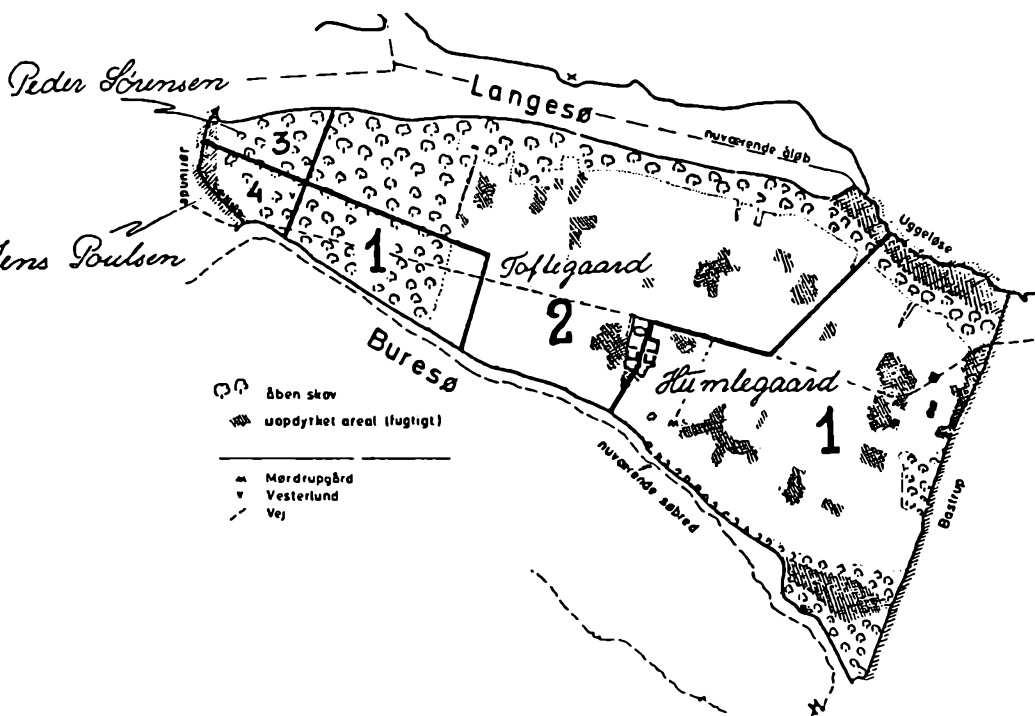 Peder Sørensen
Langesø
nuværende åløb
3
4
Uggeløse
Jens Poulsen
1
Toftegaard
2
Buresø
Humlegaard
1
åben skov
uopdyrket areal (fugtigt)
nuværende søbred
Bastrup
Mørdrupgård
Vesterlund
Vej